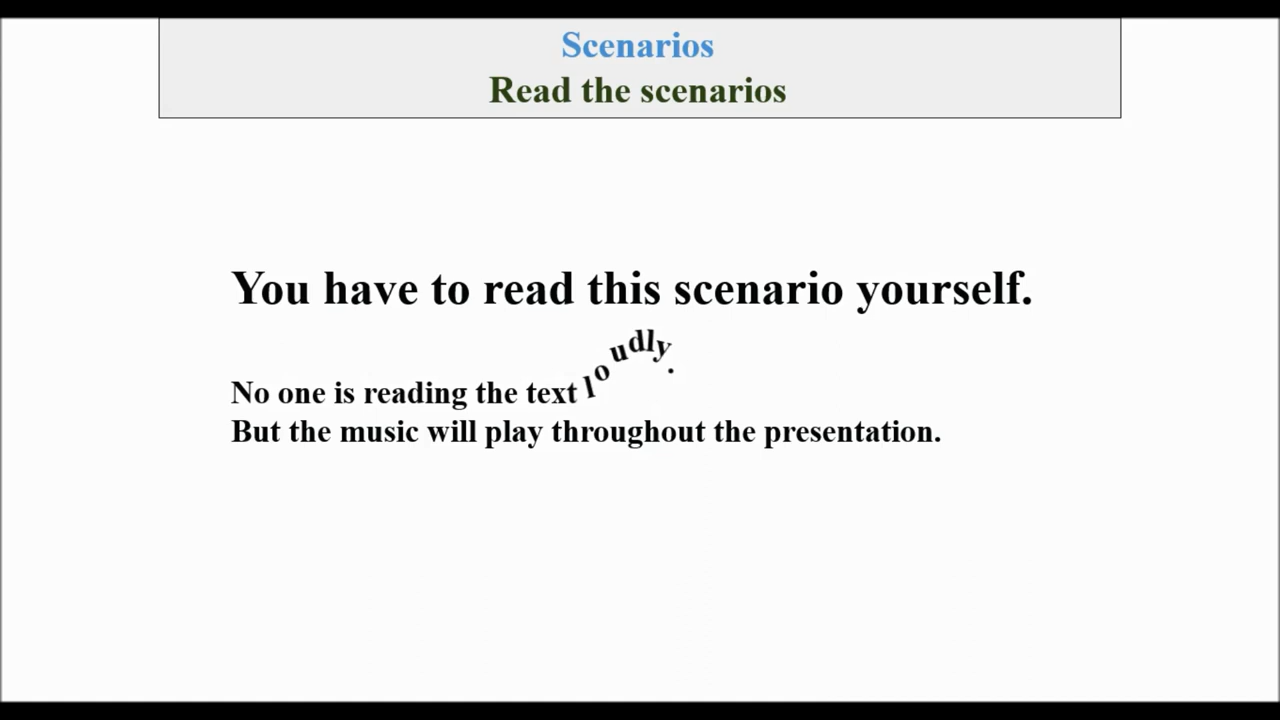 Scenarios
Read the scenarios
You have to read this scenario yourself.
No one is reading the text loudly.
But the music will play throughout the presentation.